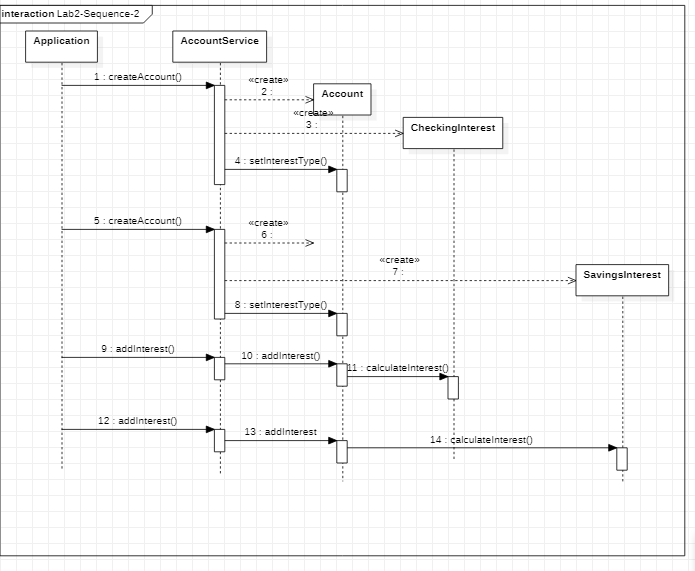 interaction Lab2-Sequence-2
Application
AccountService
1 : createAccount()
«create»
2 :
Account
«create»
3 :
CheckingInterest
4 : setInterestType()
5 : createAccount()
«create»
6 :
«create»
7 :
SavingsInterest
8 : setInterestType()
9 : addInterest()
10 : addInterest()
11 : calculateInterest()
12 : addInterest()
13 : addInterest
14 : calculateInterest()